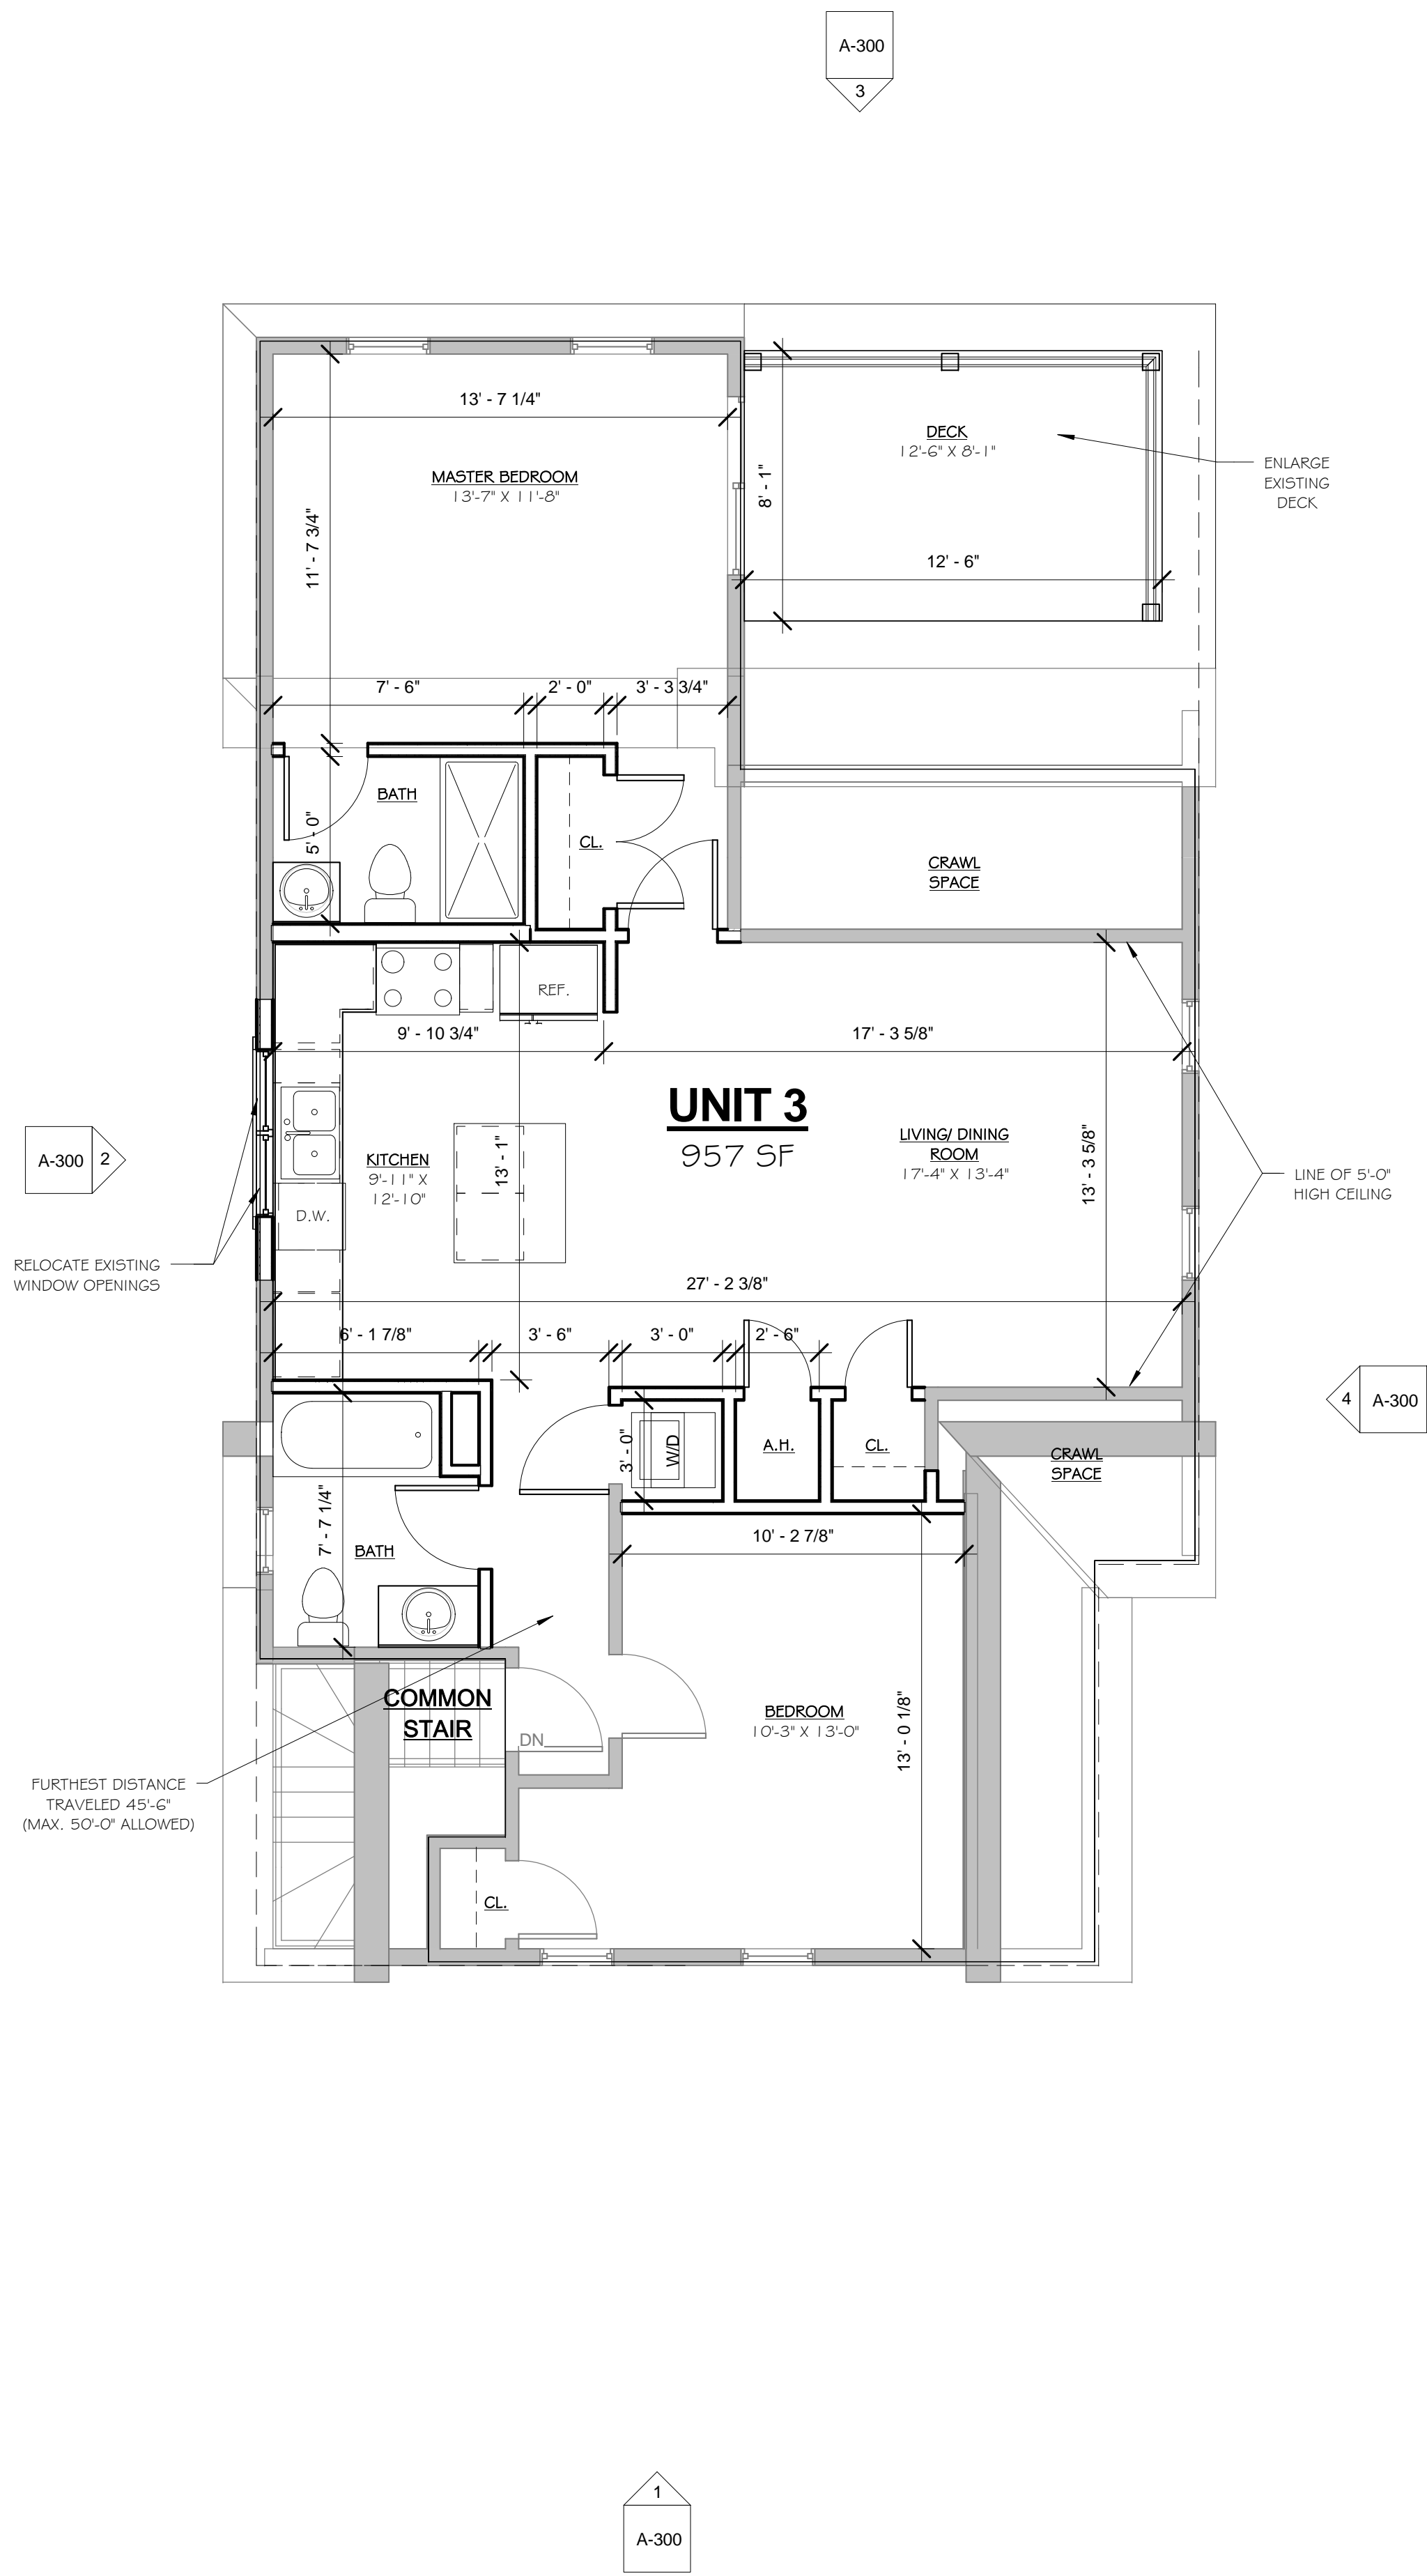 A-300
3
13' - 7 1/4"
DECK
12'-6" X 8'-1"
ENLARGE
EXISTING
DECK
MASTER BEDROOM
13'-7" X 11'-8"
8' - 1"
11' - 7 3/4"
12' - 6"
7' - 6"
2' - 0"
3' - 3 3/4"
BATH
5' - 0"
CL.
CRAWL
SPACE
REF.
9' - 10 3/4"
17' - 3 5/8"
UNIT 3
957 SF
LIVING/ DINING
ROOM
17'-4" X 13'-4"
A-300
2
KITCHEN
9'-11" X
12'-10"
13' - 1"
13' - 3 5/8"
LINE OF 5'-0"
HIGH CEILING
D.W.
RELOCATE EXISTING
WINDOW OPENINGS
27' - 2 3/8"
6' - 1 7/8"
3' - 6"
3' - 0"
2' - 6"
4
A-300
3' - 0"
W/D
A.H.
CL.
CRAWL
SPACE
7' - 7 1/4"
10' - 2 7/8"
BATH
COMMON
STAIR
BEDROOM
10'-3" X 13'-0"
13' - 0 1/8"
DN
FURTHEST DISTANCE
TRAVELED 45'-6"
(MAX. 50'-0" ALLOWED)
CL.
1
A-300